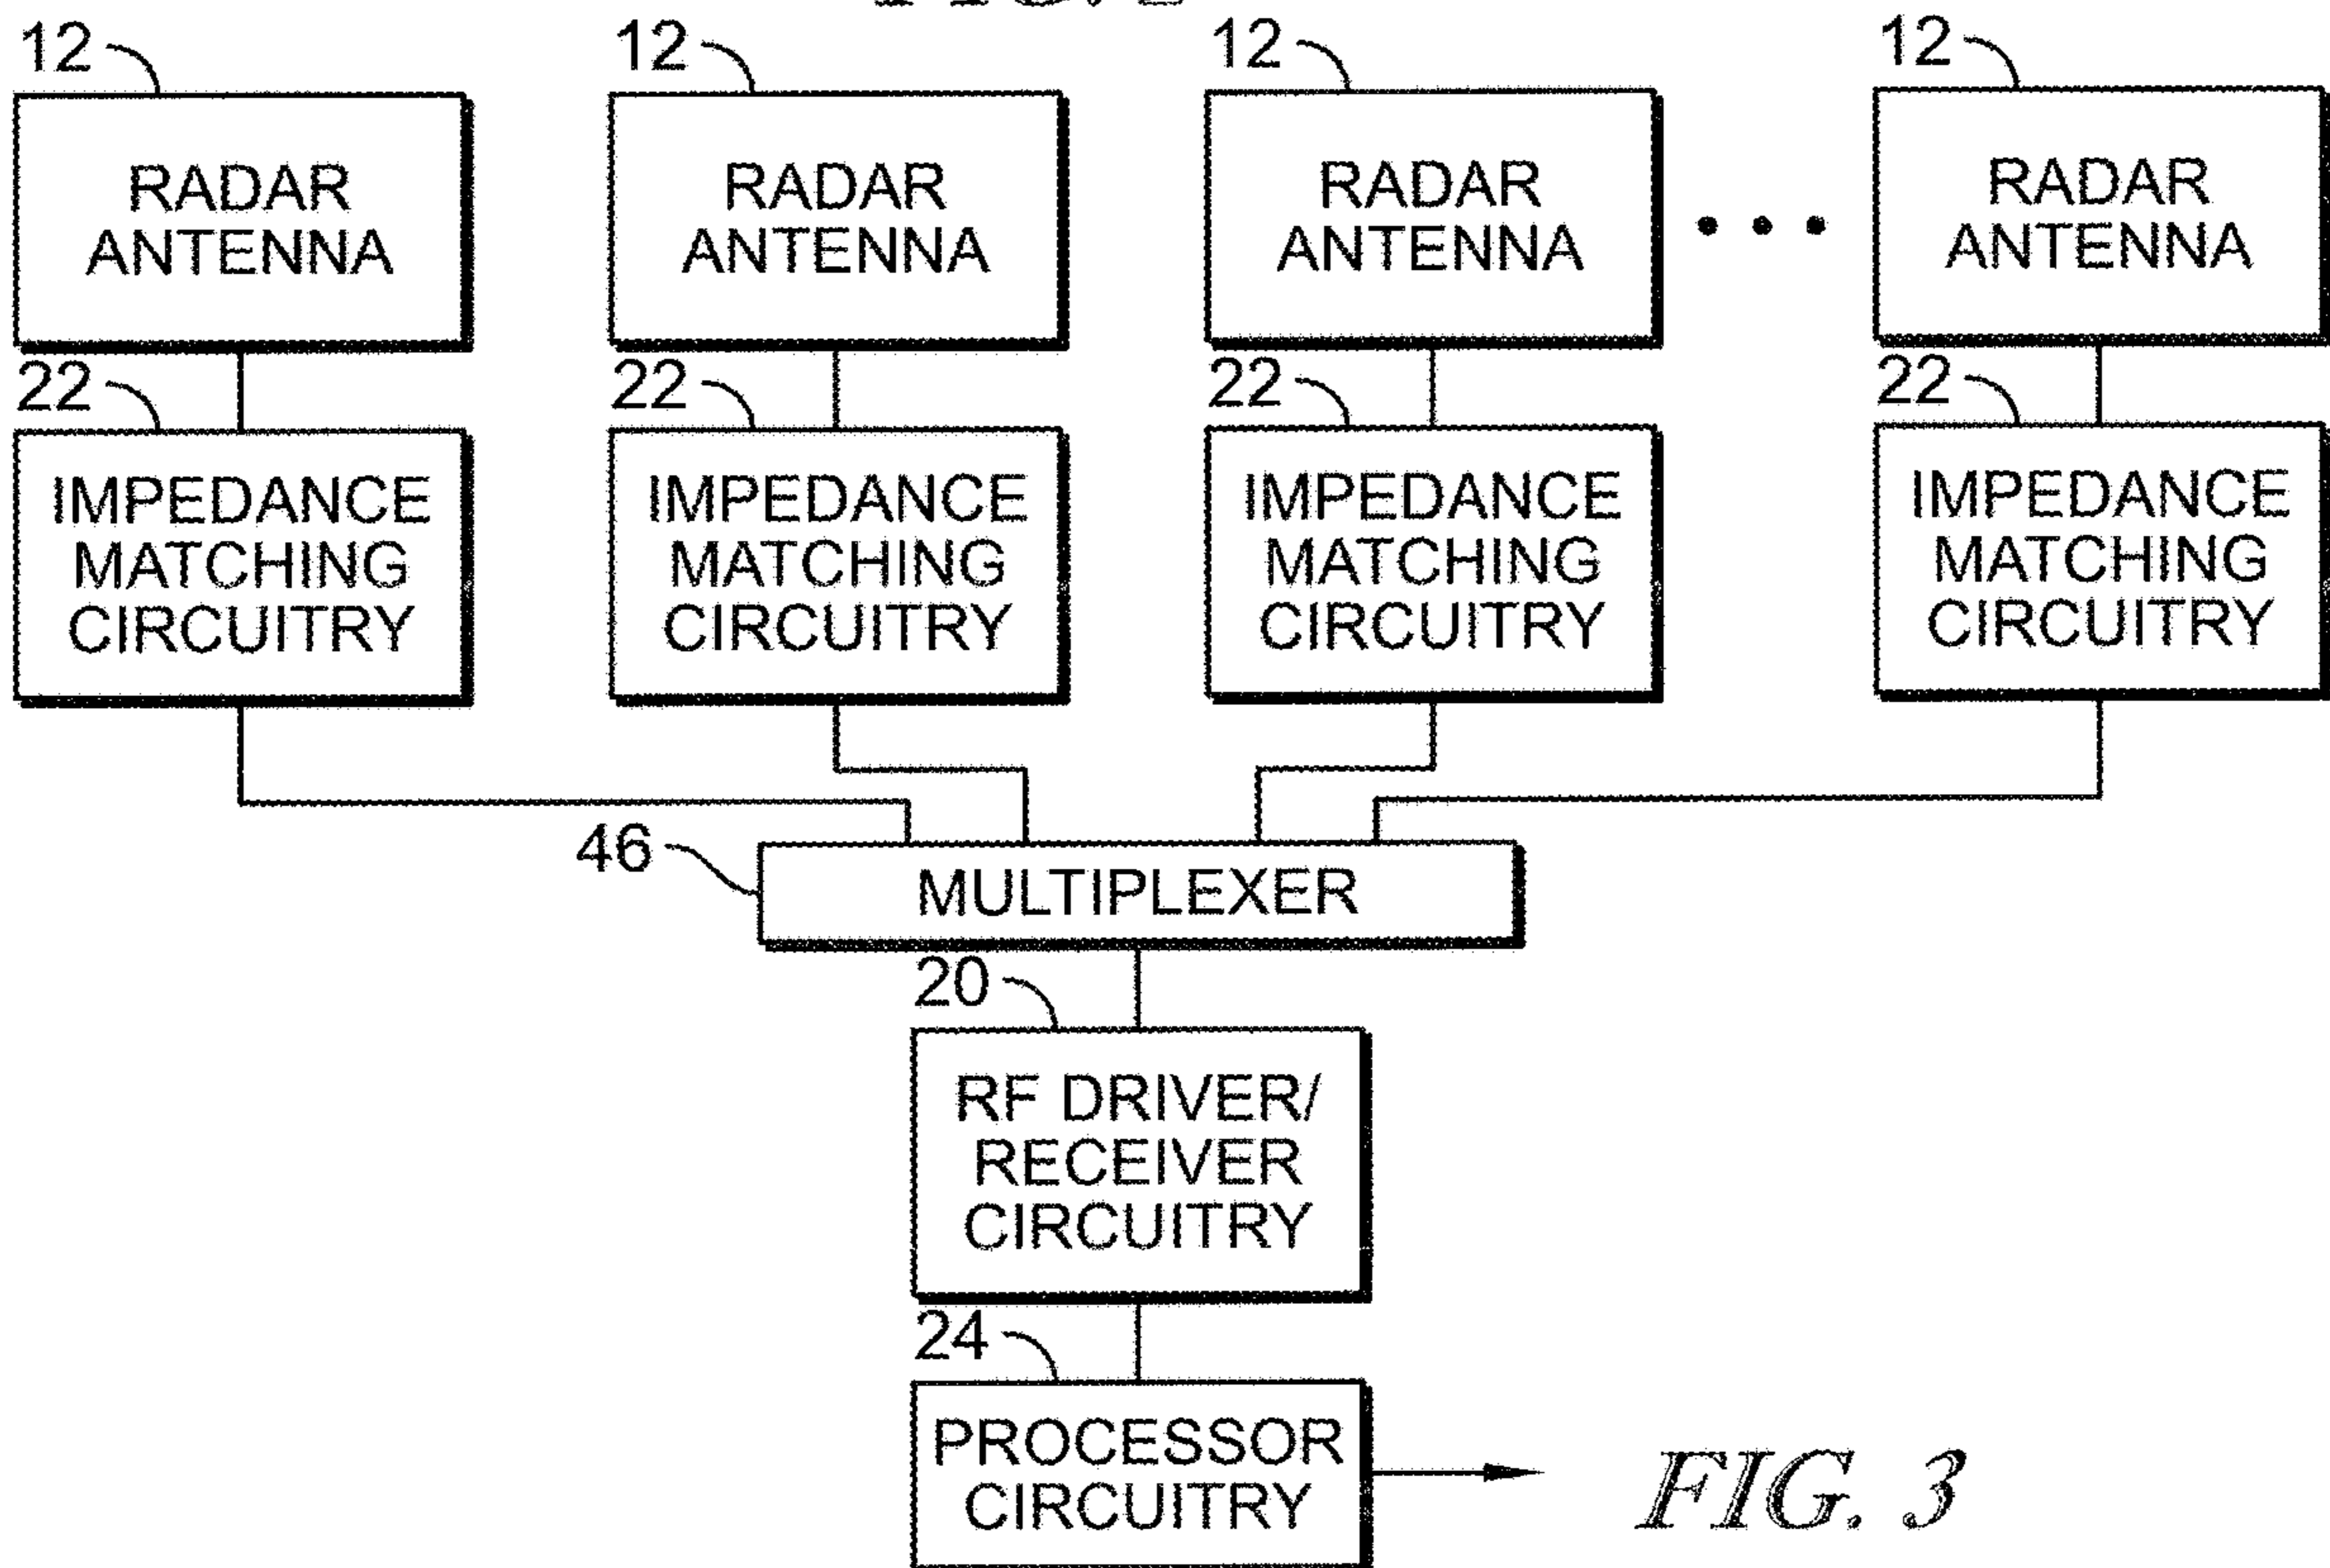 12 12 12 12
RADAR ANTENNA
RADAR ANTENNA
RADAR ANTENNA
RADAR ANTENNA
22 22 22 22
IMPEDANCE MATCHING CIRCUITRY
IMPEDANCE MATCHING CIRCUITRY
IMPEDANCE MATCHING CIRCUITRY
IMPEDANCE MATCHING CIRCUITRY
46
MULTIPLEXER
20
RF DRIVER/
RECEIVER
CIRCUITRY
24
PROCESSOR
CIRCUITRY
FIG. 3